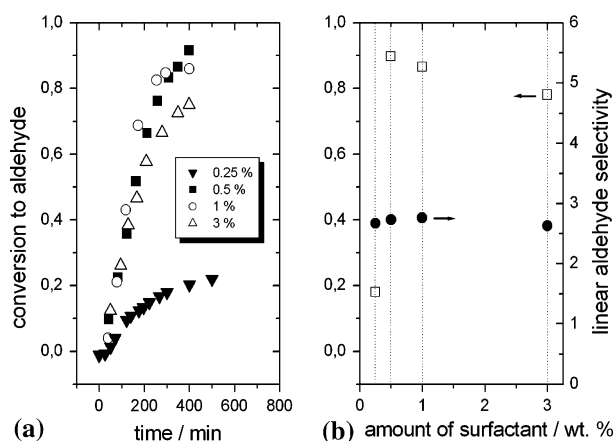 1,0
0,8
0,6
0,4
0,2
0,0
conversion to aldehyde
0.25 %
0.5 %
1 %
3 %
0 200 400 600 800
time / min
(a)
1,0
0,8
0,6
0,4
0,2
0,0
6
5
4
3
2
1
0
linear aldehyde selectivity
0 1 2 3
amount of surfactant / wt. %
(b)